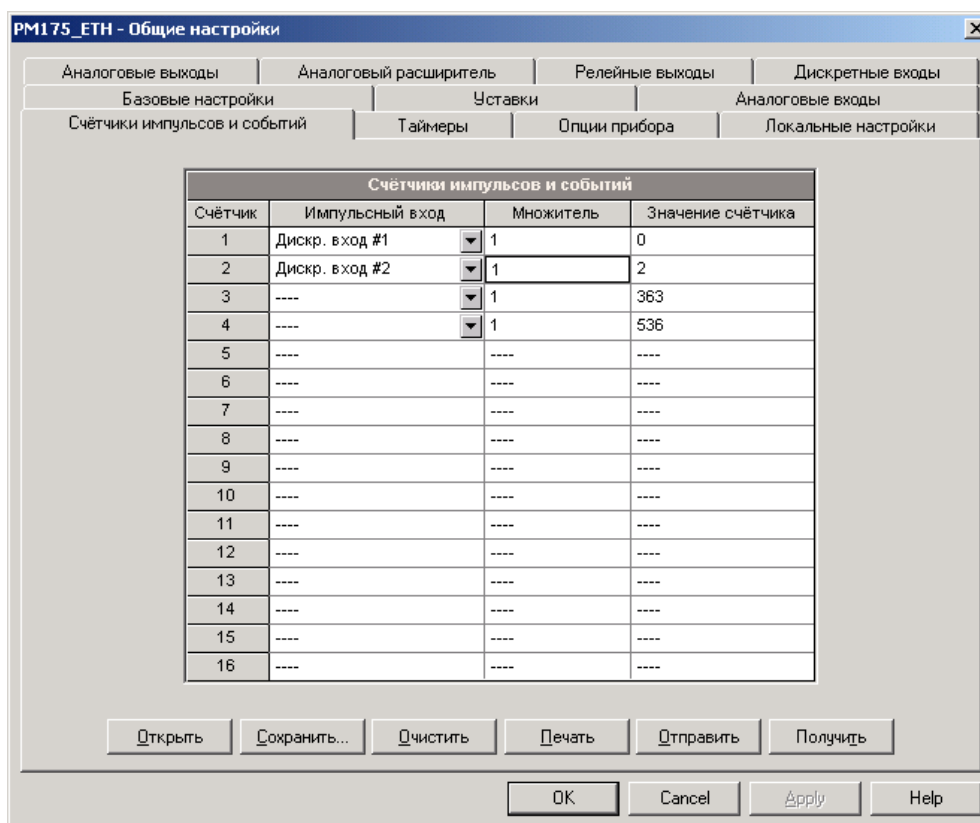 PM175_ETH - Общие настройки
Аналоговые выходы Аналоговый расширитель Релейные выходы Дискретные входы
Базовые настройки Уставки Аналоговые входы
Счётчики импульсов и событий Таймеры Опции прибора Локальные настройки
Счётчики импульсов и событий
Счётчик Импульсный вход Множитель Значение счётчика
1 Дискр. вход #1 1 0
2 Дискр. вход #2 1 2
3 ---- 1 363
4 ---- 1 536
5 ---- ---- ----
6 ---- ---- ----
7 ---- ---- ----
8 ---- ---- ----
9 ---- ---- ----
10 ---- ---- ----
11 ---- ---- ----
12 ---- ---- ----
13 ---- ---- ----
14 ---- ---- ----
15 ---- ---- ----
16 ---- ---- ----
Открыть Сохранить... Очистить Печать Отправить Получить
OK Cancel Apply Help